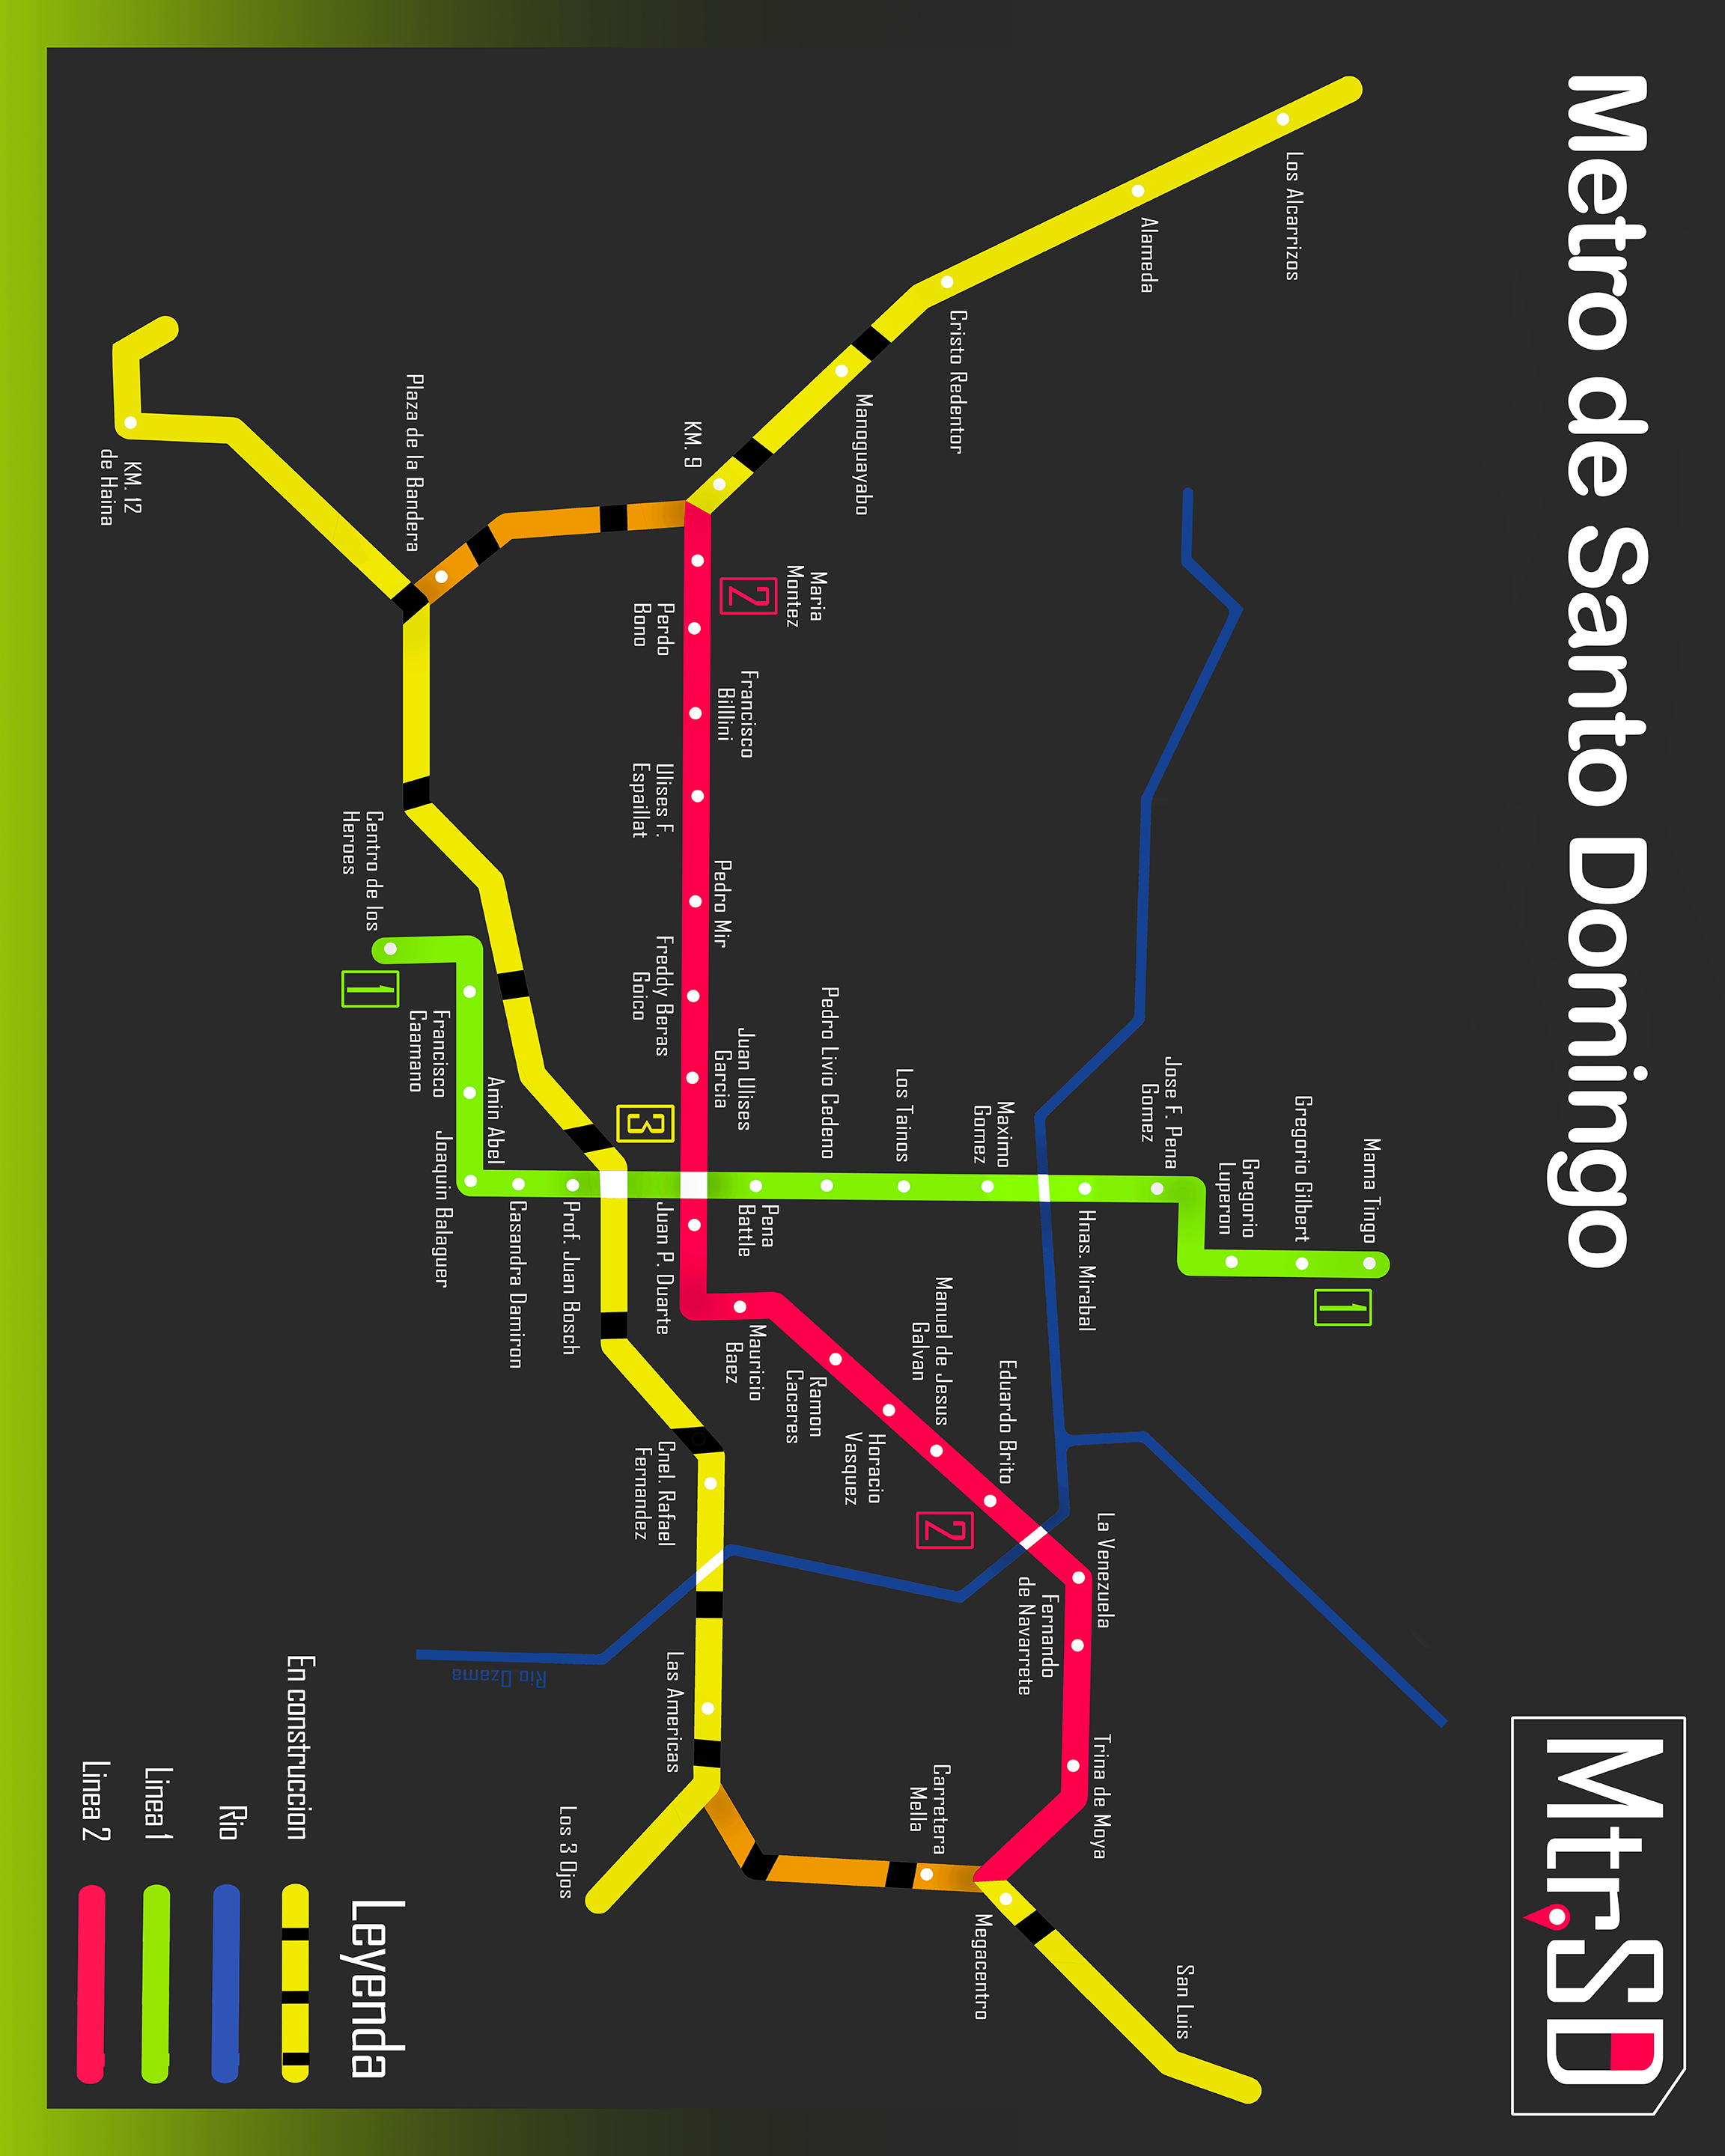 Metro de Santo Domingo
MtrSD
Los Alcarrizos
Alameda
Cristo Redentor
Manoguayabo
KM. 9
Maria
Montez
2
Perdo
Bono
Francisco
Billlini
Ulises F.
Espaillat
Pedro Mir
Freddy Beras
Goico
Juan Ulises
Garcia
Pedro Livio Cedeno
Los Tainos
Maximo
Gomez
Jose F. Pena
Gomez
Gregorio
Luperon
Gregorio Gilbert
Mama Tingo
1
Hnas. Mirabal
Pena
Battle
Juan P. Duarte
3
Prof. Juan Bosch
Casandra Damiron
Joaquin Balaguer
Amin Abel
Francisco
Caamano
1
Centro de los
Heroes
Plaza de la Bandera
KM. 12
de Haina
Mauricio
Baez
Ramon
Caceres
Horacio
Vasquez
Manuel de Jesus
Galvan
Eduardo Brito
2
La Venezuela
Fernando
de Navarrete
Trina de Moya
Carretera
Mella
Megacentro
San Luis
Cnel. Rafael
Fernandez
Las Americas
Los 3 Ojos
Rio Ozama
Leyenda
En construccion
Rio
Linea 1
Linea 2